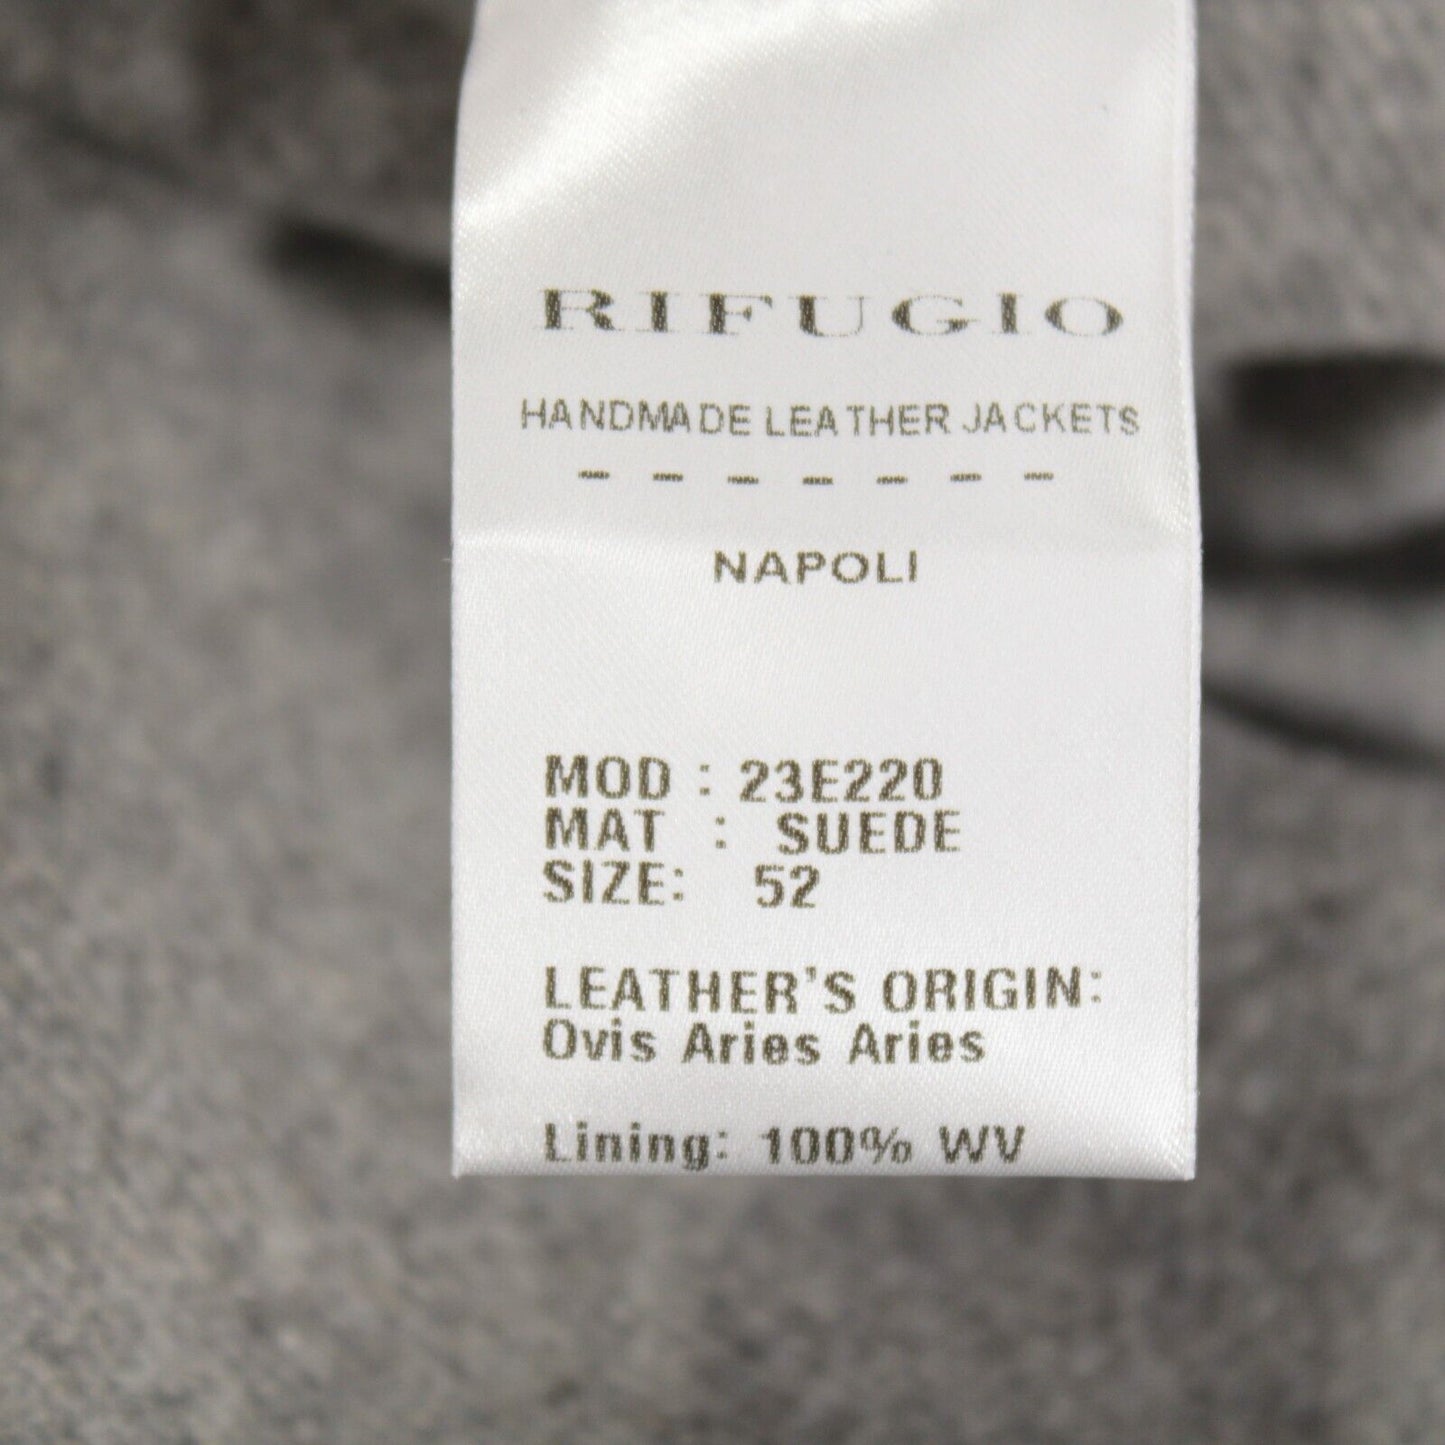 RIFUGIO
HANDMADE LEATHER JACKETS
- - - - - - -
NAPOLI
MOD : 23E220
MAT : SUEDE
SIZE: 52
LEATHER'S ORIGIN:
Ovis Aries Aries
Lining: 100% WV